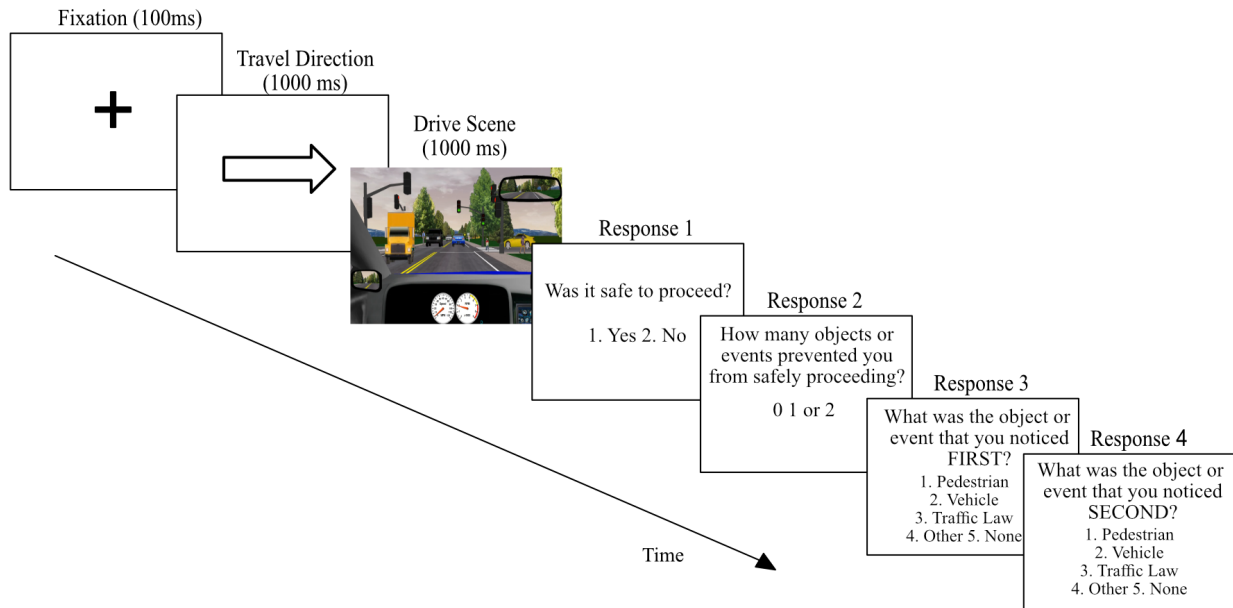 Fixation (100ms)
Travel Direction
(1000 ms)
Drive Scene
(1000 ms)
Response 1
Was it safe to proceed?
1. Yes 2. No
Response 2
How many objects or
events prevented you
from safely proceeding?
0 1 or 2
Response 3
What was the object or
event that you noticed
FIRST?
1. Pedestrian
2. Vehicle
3. Traffic Law
4. Other 5. None
Response 4
What was the object or
event that you noticed
SECOND?
1. Pedestrian
2. Vehicle
3. Traffic Law
4. Other 5. None
Time